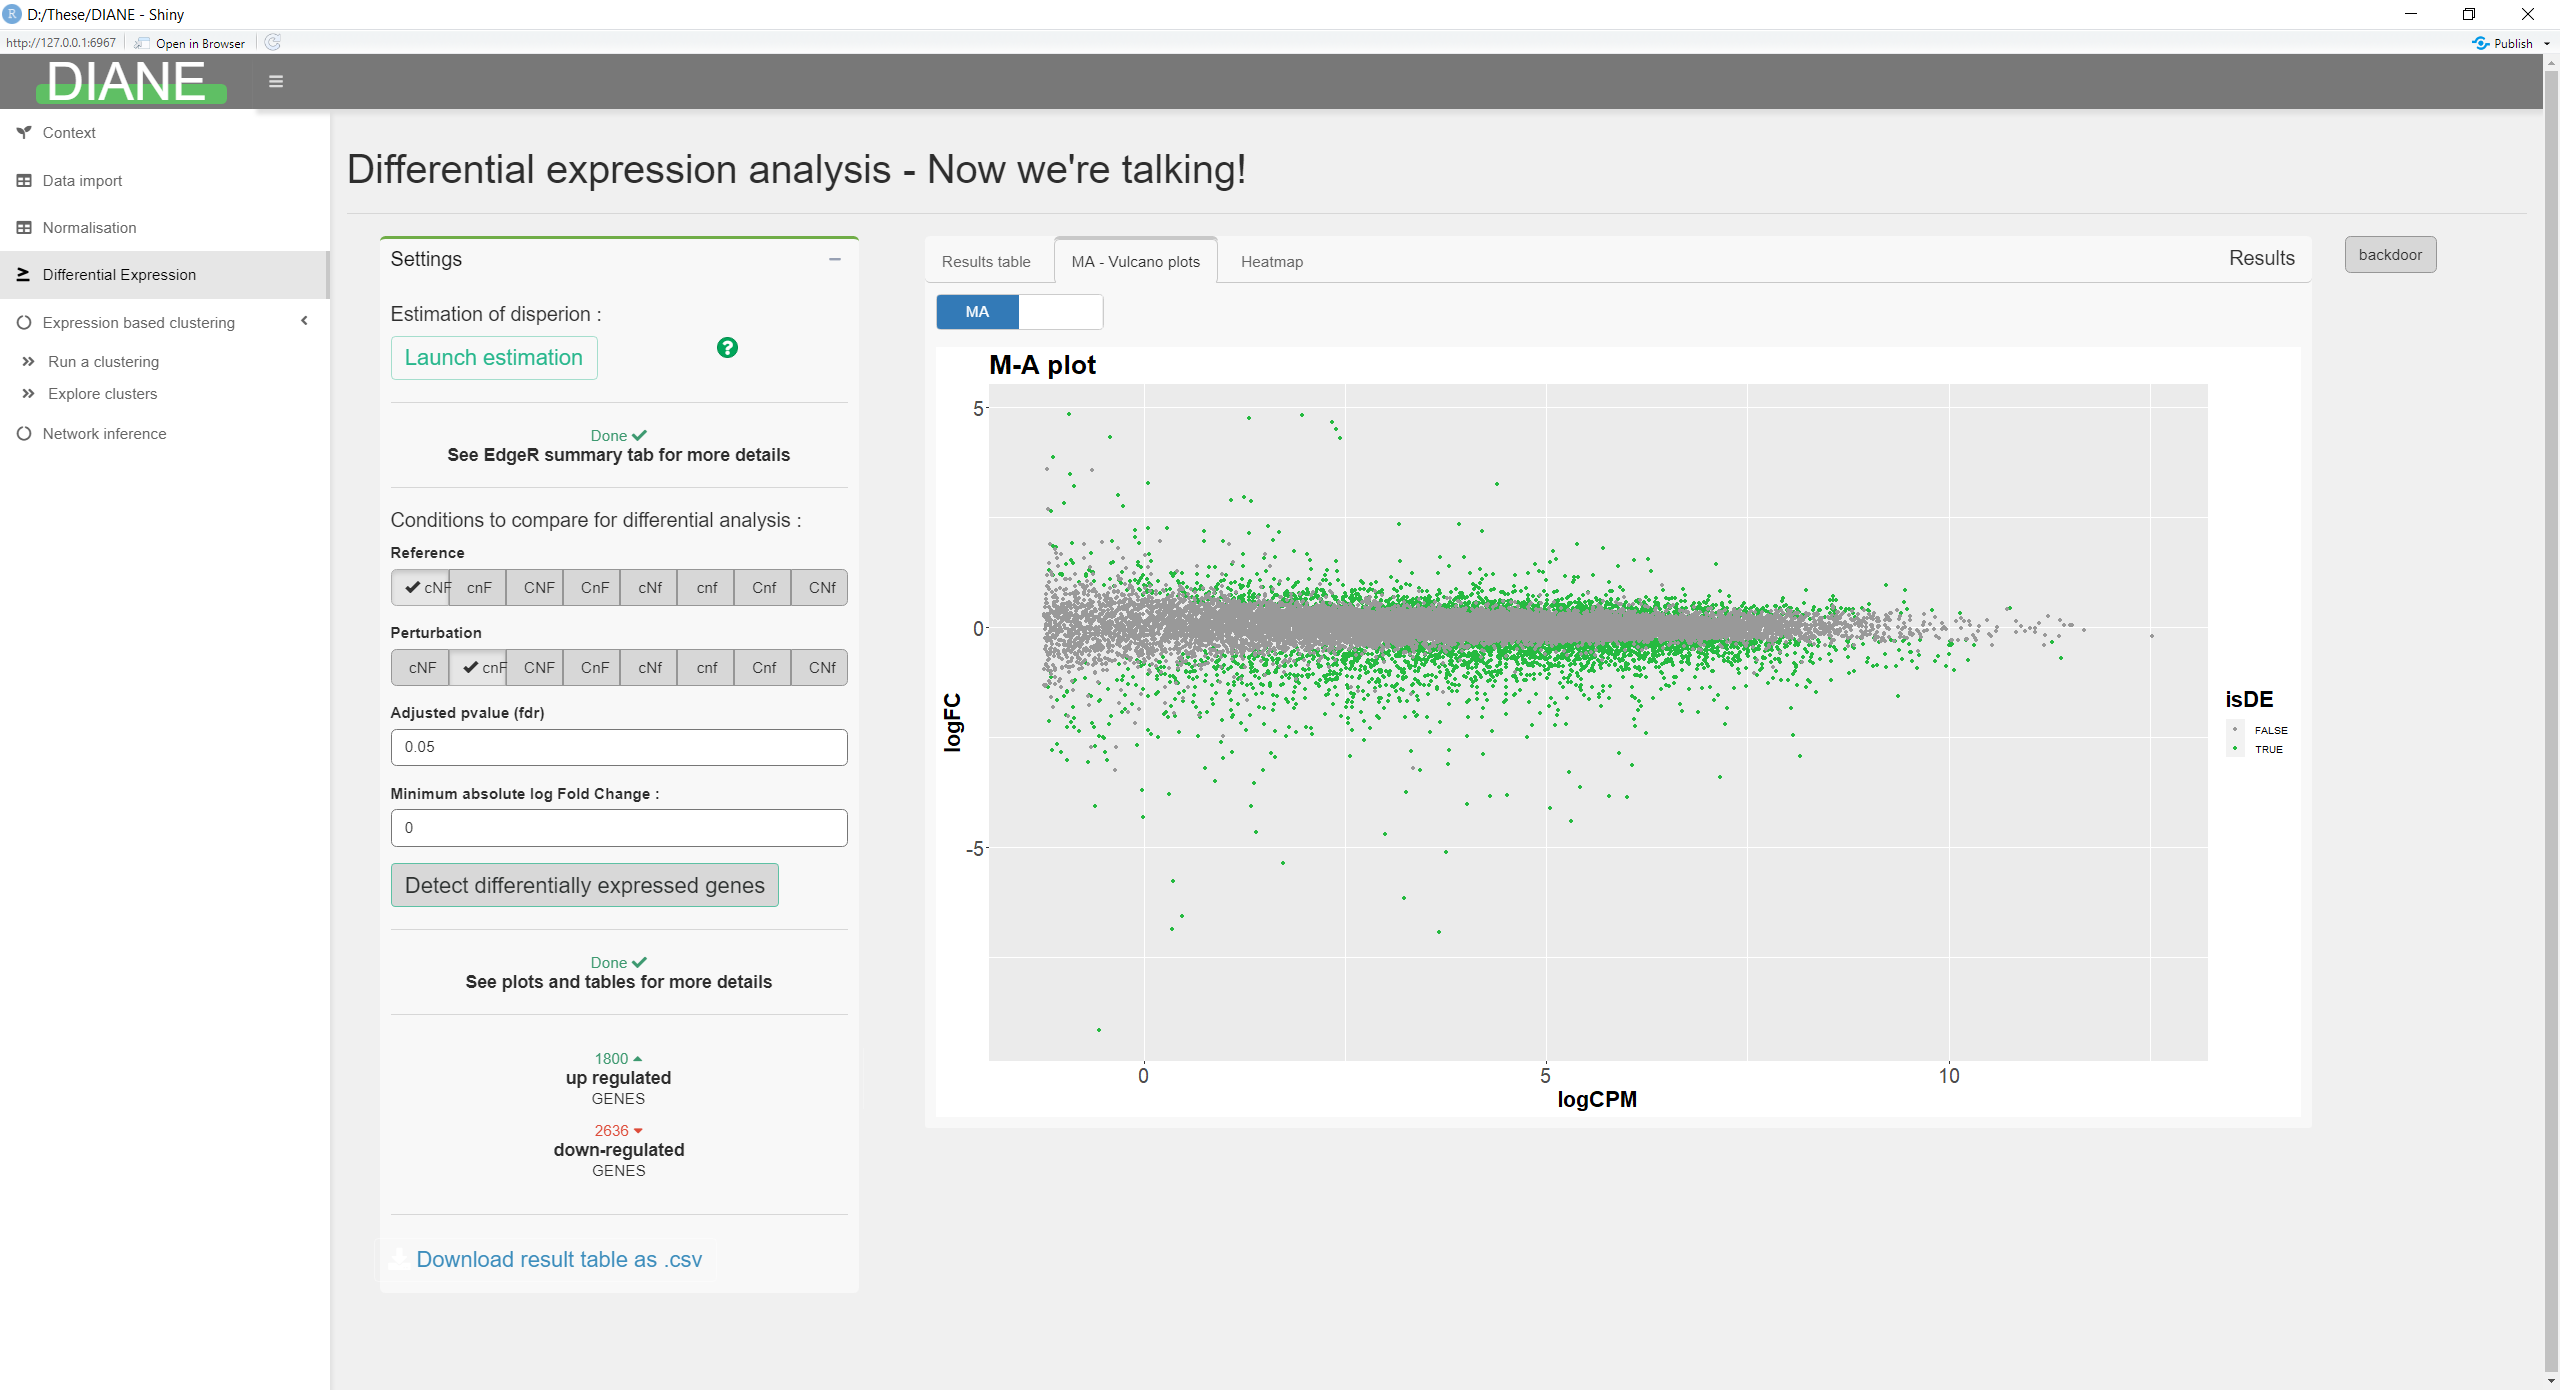 R D:/These/DIANE - Shiny
http://127.0.0.1:6967 Open in Browser Publish
DIANE
Context
Data import
Normalisation
Differential Expression
Expression based clustering
Run a clustering
Explore clusters
Network inference
Differential expression analysis - Now we're talking!
Settings
Estimation of disperion :
Launch estimation
?
Done
See EdgeR summary tab for more details
Conditions to compare for differential analysis :
Reference
cNF cnF CNF CnF cNf cnf Cnf CNf
Perturbation
cNF cnF CNF CnF cNf cnf Cnf CNf
Adjusted pvalue (fdr)
0.05
Minimum absolute log Fold Change :
0
Detect differentially expressed genes
Done
See plots and tables for more details
1800
up regulated
GENES
2636
down-regulated
GENES
Download result table as .csv
Results table MA - Vulcano plots Heatmap Results
backdoor
MA
M-A plot
5
0
-5
logFC
0 5 10
logCPM
isDE
FALSE
TRUE